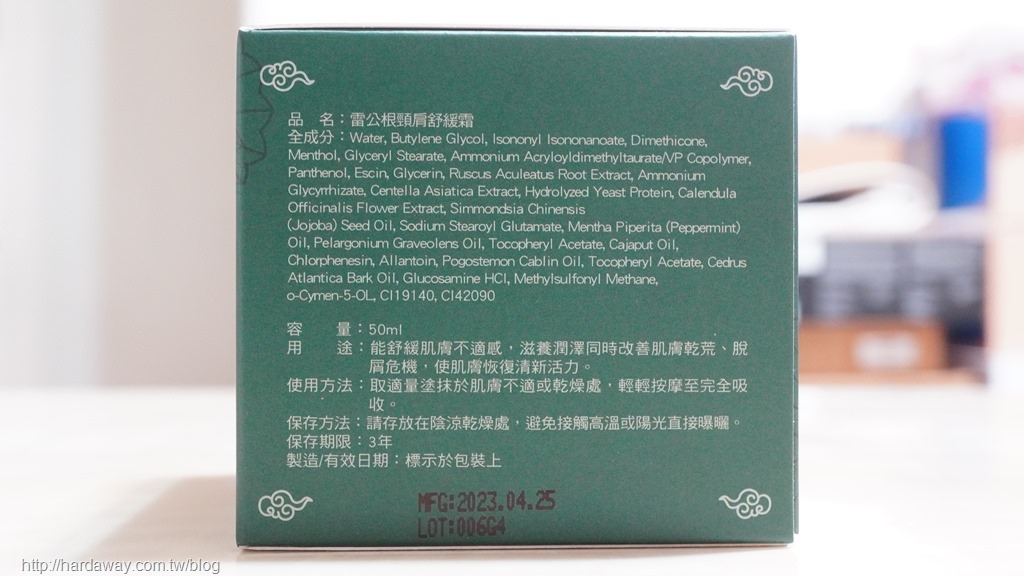 品　名：雷公根頸肩舒緩霜
全成分：Water, Butylene Glycol, Isononyl Isononanoate, Dimethicone,
Menthol, Glyceryl Stearate, Ammonium Acryloyldimethyltaurate/VP Copolymer,
Panthenol, Escin, Glycerin, Ruscus Aculeatus Root Extract, Ammonium
Glycyrrhizate, Centella Asiatica Extract, Hydrolyzed Yeast Protein, Calendula
Officinalis Flower Extract, Simmondsia Chinensis
(Jojoba) Seed Oil, Sodium Stearoyl Glutamate, Mentha Piperita (Peppermint)
Oil, Pelargonium Graveolens Oil, Tocopheryl Acetate, Cajaput Oil,
Chlorphenesin, Allantoin, Pogostemon Cablin Oil, Tocopheryl Acetate, Cedrus
Atlantica Bark Oil, Glucosamine HCl, Methylsulfonyl Methane,
o-Cymen-5-OL, CI19140, CI42090
容　量：50ml
用　途：能舒緩肌膚不適感，滋養潤澤同時改善肌膚乾荒、脫
屑危機，使肌膚恢復清新活力。
使用方法：取適量塗抹於肌膚不適或乾燥處，輕輕按摩至完全吸
收。
保存方法：請存放在陰涼乾燥處，避免接觸高溫或陽光直接曝曬。
保存期限：3年
製造/有效日期：標示於包裝上
MFG:2023.04.25
LOT:006G4
http://hardaway.com.tw/blog